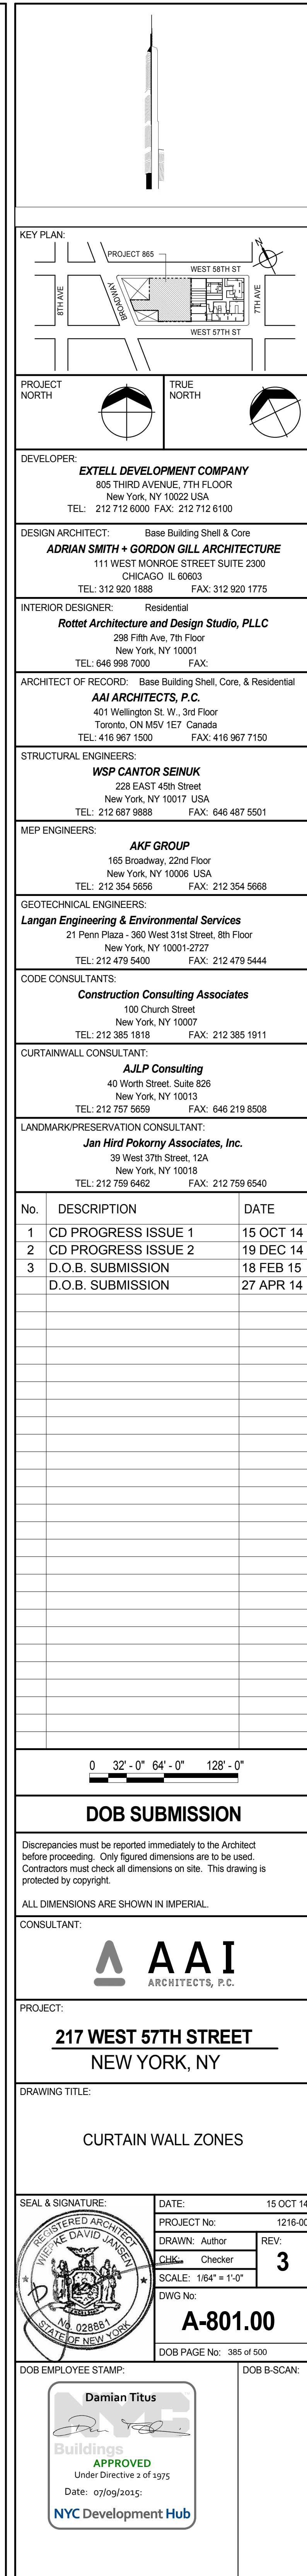 KEY PLAN:
PROJECT 865
N
WEST 58TH ST
8TH AVE
BROADWAY
7TH AVE
WEST 57TH ST
PROJECT
NORTH
TRUE
NORTH
DEVELOPER:
EXTELL DEVELOPMENT COMPANY
805 THIRD AVENUE, 7TH FLOOR
New York, NY 10022 USA
TEL: 212 712 6000 FAX: 212 712 6100
DESIGN ARCHITECT: Base Building Shell & Core
ADRIAN SMITH + GORDON GILL ARCHITECTURE
111 WEST MONROE STREET SUITE 2300
CHICAGO IL 60603
TEL: 312 920 1888 FAX: 312 920 1775
INTERIOR DESIGNER: Residential
Rottet Architecture and Design Studio, PLLC
298 Fifth Ave, 7th Floor
New York, NY 10001
TEL: 646 998 7000 FAX:
ARCHITECT OF RECORD: Base Building Shell, Core, & Residential
AAI ARCHITECTS, P.C.
401 Wellington St. W., 3rd Floor
Toronto, ON M5V 1E7 Canada
TEL: 416 967 1500 FAX: 416 967 7150
STRUCTURAL ENGINEERS:
WSP CANTOR SEINUK
228 EAST 45th Street
New York, NY 10017 USA
TEL: 212 687 9888 FAX: 646 487 5501
MEP ENGINEERS:
AKF GROUP
165 Broadway, 22nd Floor
New York, NY 10006 USA
TEL: 212 354 5656 FAX: 212 354 5668
GEOTECHNICAL ENGINEERS:
Langan Engineering & Environmental Services
21 Penn Plaza - 360 West 31st Street, 8th Floor
New York, NY 10001-2727
TEL: 212 479 5400 FAX: 212 479 5444
CODE CONSULTANTS:
Construction Consulting Associates
100 Church Street
New York, NY 10007
TEL: 212 385 1818 FAX: 212 385 1911
CURTAINWALL CONSULTANT:
AJLP Consulting
40 Worth Street. Suite 826
New York, NY 10013
TEL: 212 757 5659 FAX: 646 219 8508
LANDMARK/PRESERVATION CONSULTANT:
Jan Hird Pokorny Associates, Inc.
39 West 37th Street, 12A
New York, NY 10018
TEL: 212 759 6462 FAX: 212 759 6540
No. DESCRIPTION DATE
1 CD PROGRESS ISSUE 1 15 OCT 14
2 CD PROGRESS ISSUE 2 19 DEC 14
3 D.O.B. SUBMISSION 18 FEB 15
D.O.B. SUBMISSION 27 APR 14
0 32' - 0" 64' - 0" 128' - 0"
DOB SUBMISSION
Discrepancies must be reported immediately to the Architect
before proceeding. Only figured dimensions are to be used.
Contractors must check all dimensions on site. This drawing is
protected by copyright.
ALL DIMENSIONS ARE SHOWN IN IMPERIAL.
CONSULTANT:
AAI
ARCHITECTS, P.C.
PROJECT:
217 WEST 57TH STREET
NEW YORK, NY
DRAWING TITLE:
CURTAIN WALL ZONES
SEAL & SIGNATURE:
REGISTERED ARCHITECT
WIEPKE DAVID JANSEN
No. 028881
STATE OF NEW YORK
DATE: 15 OCT 14
PROJECT No: 1216-00
DRAWN: Author
CHK: Checker
SCALE: 1/64" = 1'-0"
REV:
3
DWG No:
A-801.00
DOB PAGE No: 385 of 500
DOB EMPLOYEE STAMP:
DOB B-SCAN:
Damian Titus
NYC
Buildings
APPROVED
Under Directive 2 of 1975
Date: 07/09/2015:
NYC Development Hub